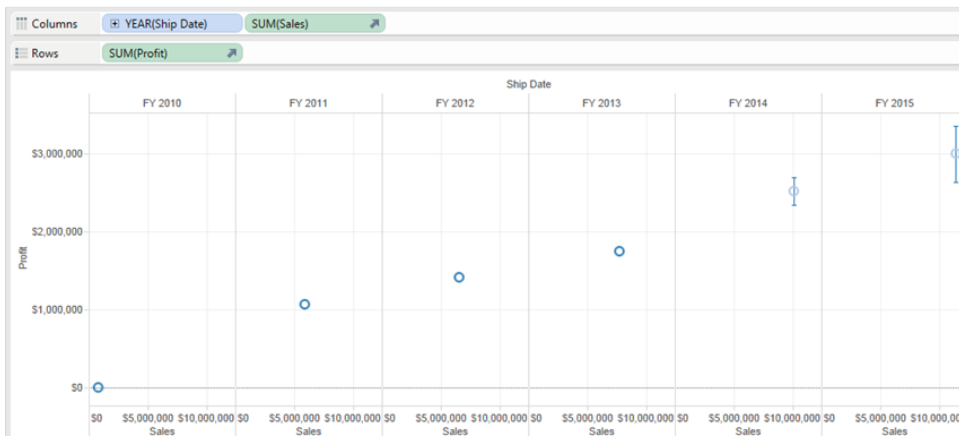 Columns YEAR(Ship Date) SUM(Sales)
Rows SUM(Profit)
Ship Date
FY 2010 FY 2011 FY 2012 FY 2013 FY 2014 FY 2015
$3,000,000
$2,000,000
Profit
$1,000,000
$0
$0 $5,000,000 $10,000,000 $0 $5,000,000 $10,000,000 $0 $5,000,000 $10,000,000 $0 $5,000,000 $10,000,000 $0 $5,000,000 $10,000,000 $0 $5,000,000 $10,000,0
Sales Sales Sales Sales Sales Sales